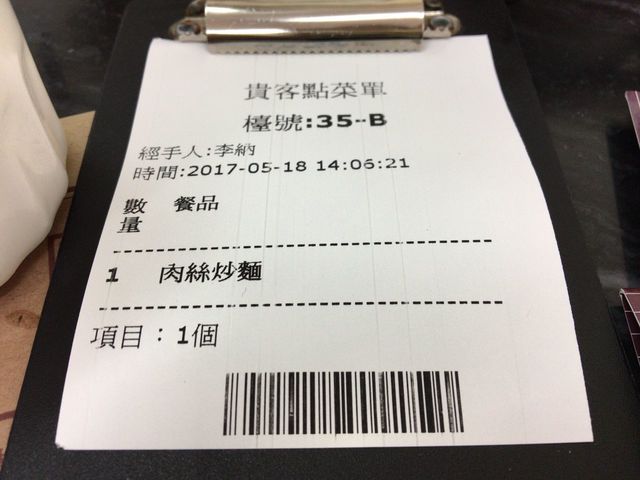 貴客點菜單
檯號:35-B
經手人:李納
時間:2017-05-18 14:06:21
數量 餐品
1 肉絲炒麵
項目：1個